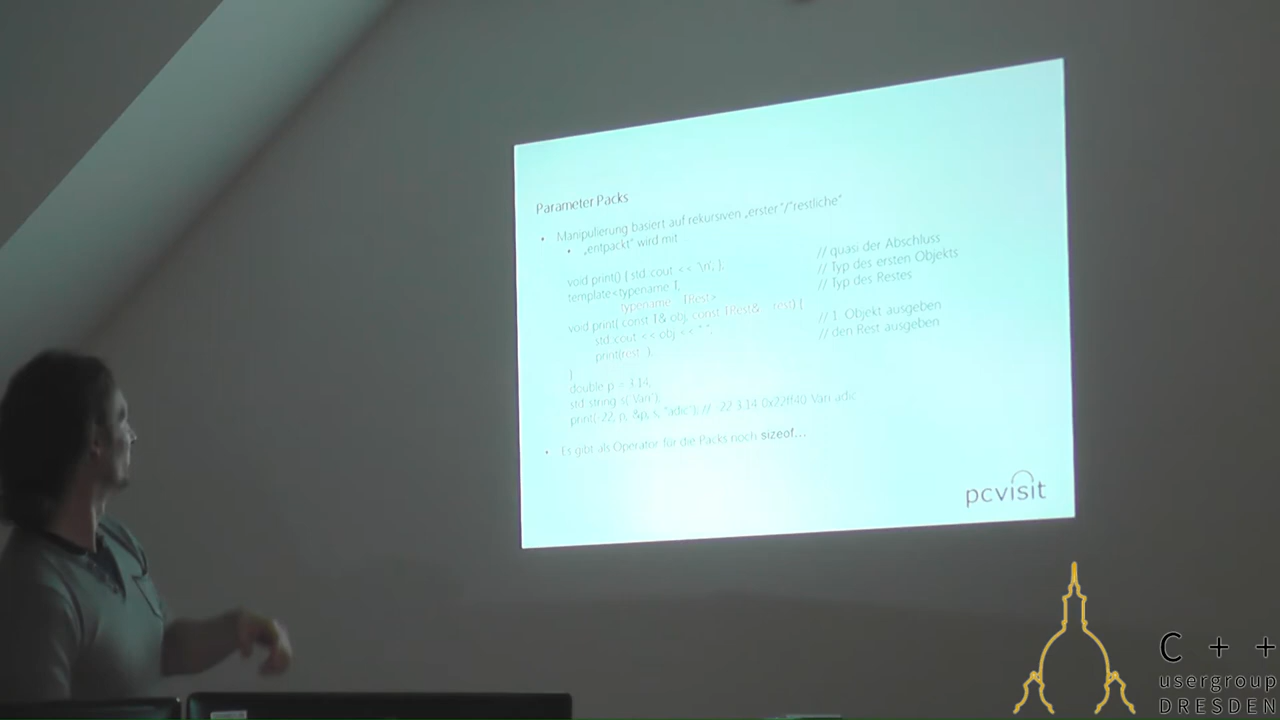 Parameter Packs
• Manipulierung basiert auf rekursiven „erster"/"restliche"
• „entpackt" wird mit
void print() { std cout << '\n'; }; // quasi der Abschluss
template<typename T, // Typ des ersten Objekts
typename TRest> // Typ des Restes
void print( const T& obj, const TRest& rest) {
std cout << obj << " "; // 1 Objekt ausgeben
print(rest ); // den Rest ausgeben
}
double p = 3.14;
std string s("Vari");
print(-22, p, &p, s, "adic"); // -22 3.14 0x22ff40 Vari adic
• Es gibt als Operator für die Packs noch sizeof...
pcvisit
C + +
usergroup
DRESDEN